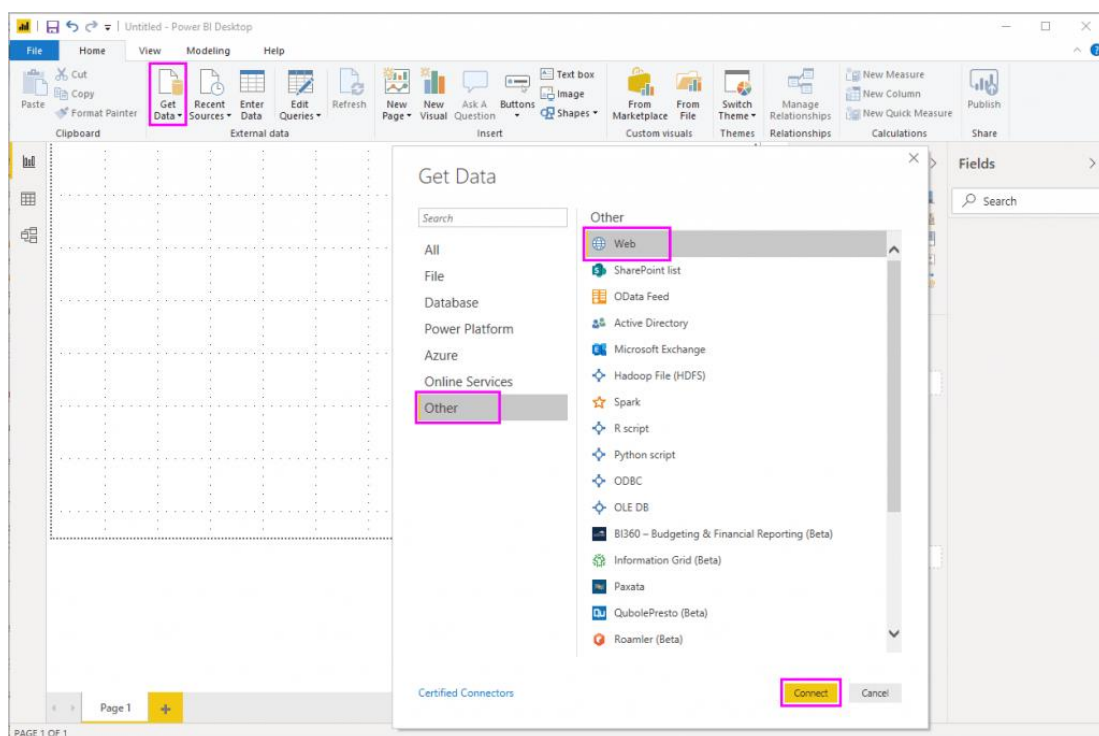 Untitled - Power BI Desktop
File Home View Modeling Help
Paste
Cut
Copy
Format Painter
Clipboard
Get Data
Recent Sources
Enter Data
Edit Queries
Refresh
External data
New Page
New Visual
Ask A Question
Buttons
Text box
Image
Shapes
Insert
From Marketplace
From File
Custom visuals
Switch Theme
Themes
Manage Relationships
Relationships
New Measure
New Column
New Quick Measure
Calculations
Publish
Share
Get Data
Search
All
File
Database
Power Platform
Azure
Online Services
Other
Other
Web
SharePoint list
OData Feed
Active Directory
Microsoft Exchange
Hadoop File (HDFS)
Spark
R script
Python script
ODBC
OLE DB
BI360 – Budgeting & Financial Reporting (Beta)
Information Grid (Beta)
Paxata
QubolePresto (Beta)
Roamler (Beta)
Certified Connectors
Connect
Cancel
Fields
Search
Page 1
PAGE 1 OF 1